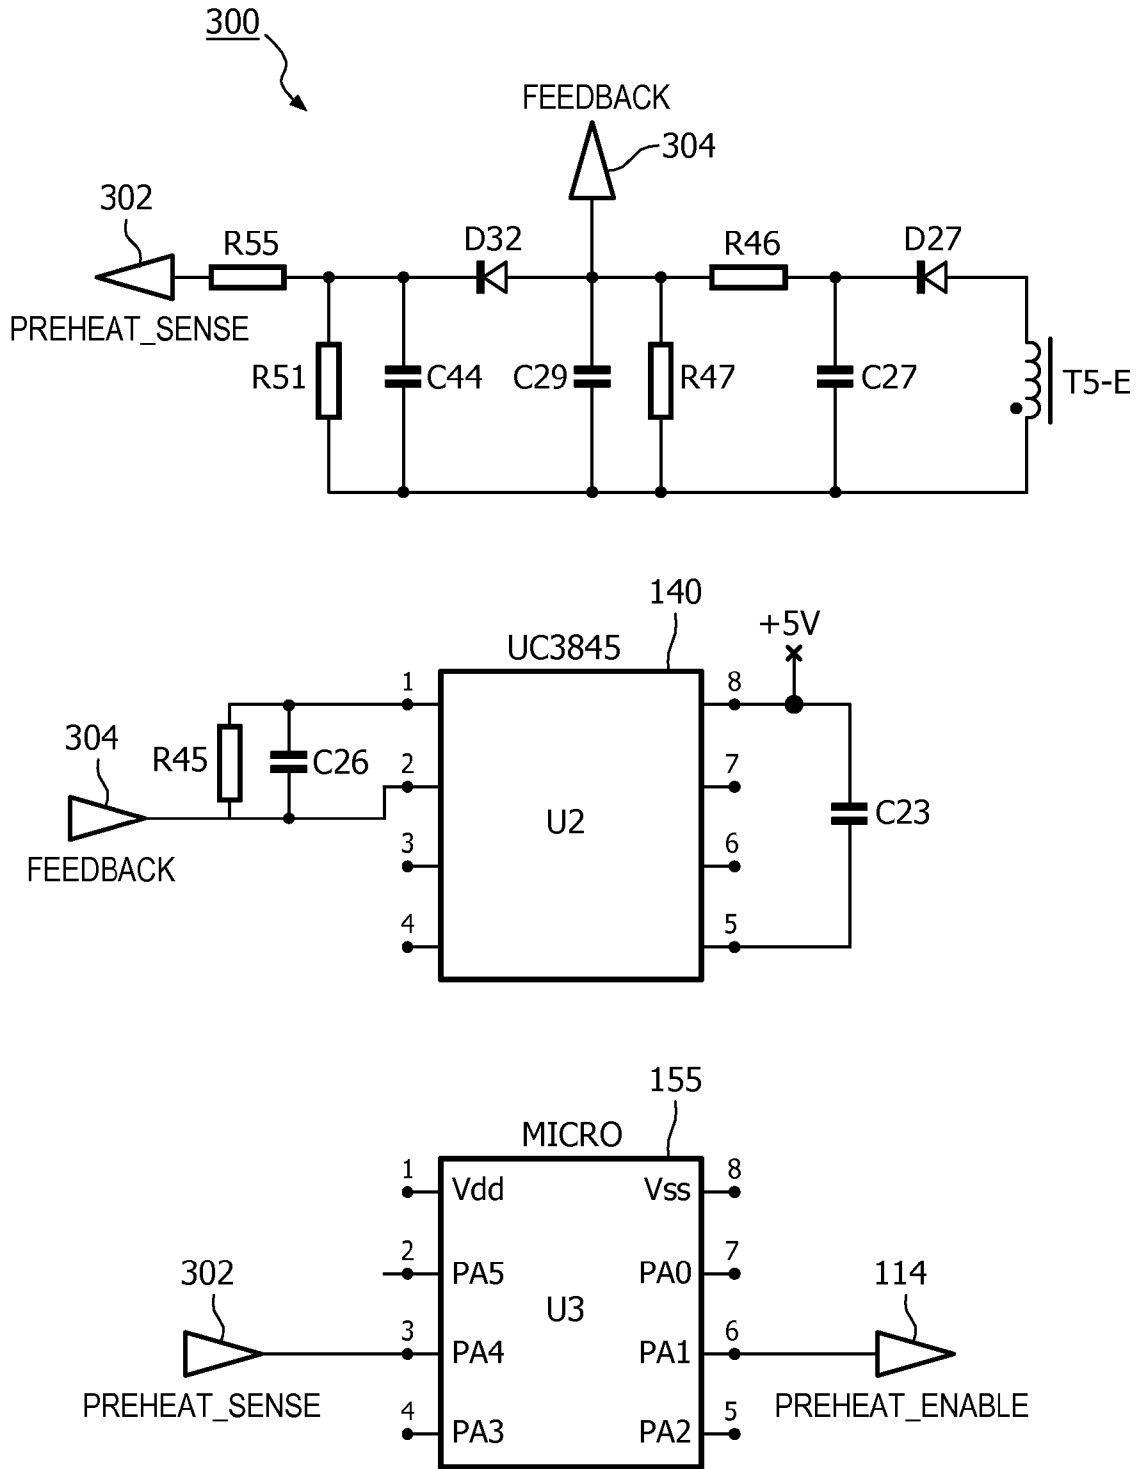 300
FEEDBACK
304
302
R55
D32
R46
D27
PREHEAT_SENSE
R51
C44
C29
R47
C27
T5-E
140
+5V
UC3845
1
8
304
R45
C26
2
7
U2
C23
3
6
FEEDBACK
4
5
155
MICRO
1
Vdd
Vss
8
2
PA5
PA0
7
302
U3
114
3
PA4
PA1
6
PREHEAT_SENSE
PREHEAT_ENABLE
4
PA3
PA2
5